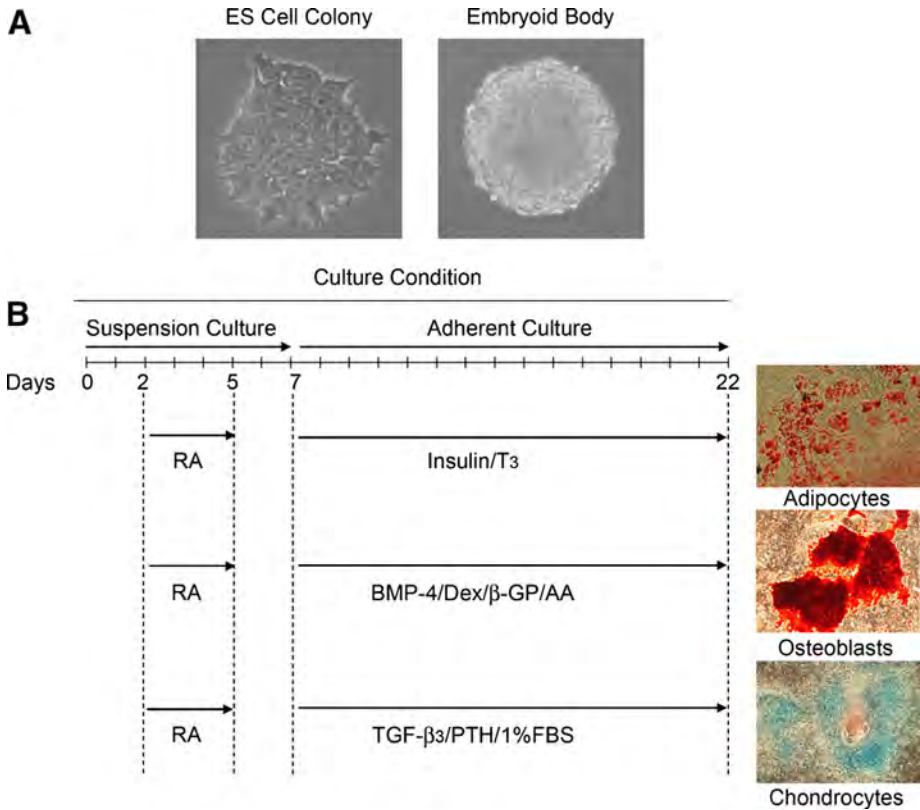 A
ES Cell Colony
Embryoid Body
Culture Condition
B
Suspension Culture
Adherent Culture
Days
0 2 5 7 22
RA
Insulin/T3
Adipocytes
RA
BMP-4/Dex/β-GP/AA
Osteoblasts
RA
TGF-β3/PTH/1%FBS
Chondrocytes